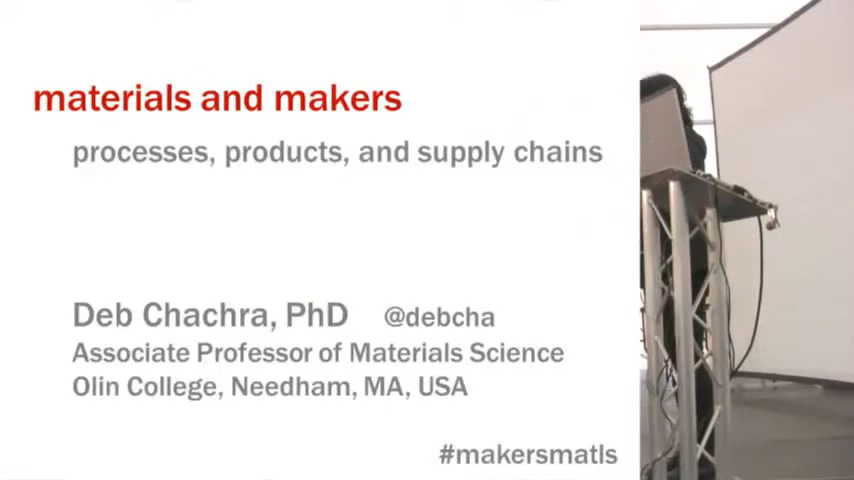 materials and makers
processes, products, and supply chains
Deb Chachra, PhD @debcha
Associate Professor of Materials Science
Olin College, Needham, MA, USA
#makersmatls